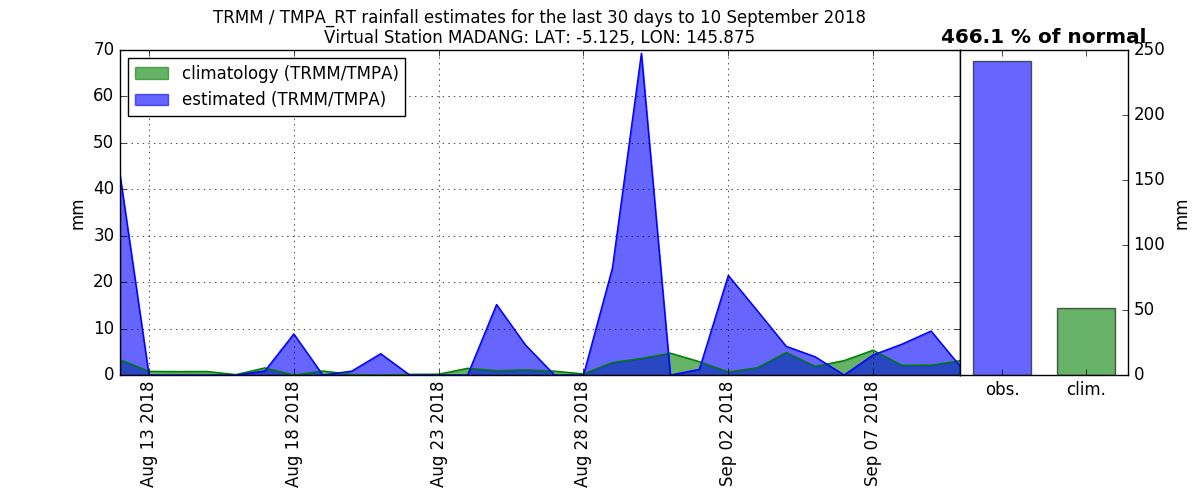 TRMM / TMPA_RT rainfall estimates for the last 30 days to 10 September 2018
Virtual Station MADANG: LAT: -5.125, LON: 145.875
466.1 % of normal
climatology (TRMM/TMPA)
estimated (TRMM/TMPA)
mm
70
60
50
40
30
20
10
0
Aug 13 2018
Aug 18 2018
Aug 23 2018
Aug 28 2018
Sep 02 2018
Sep 07 2018
obs.
clim.
250
200
150
100
50
0
mm